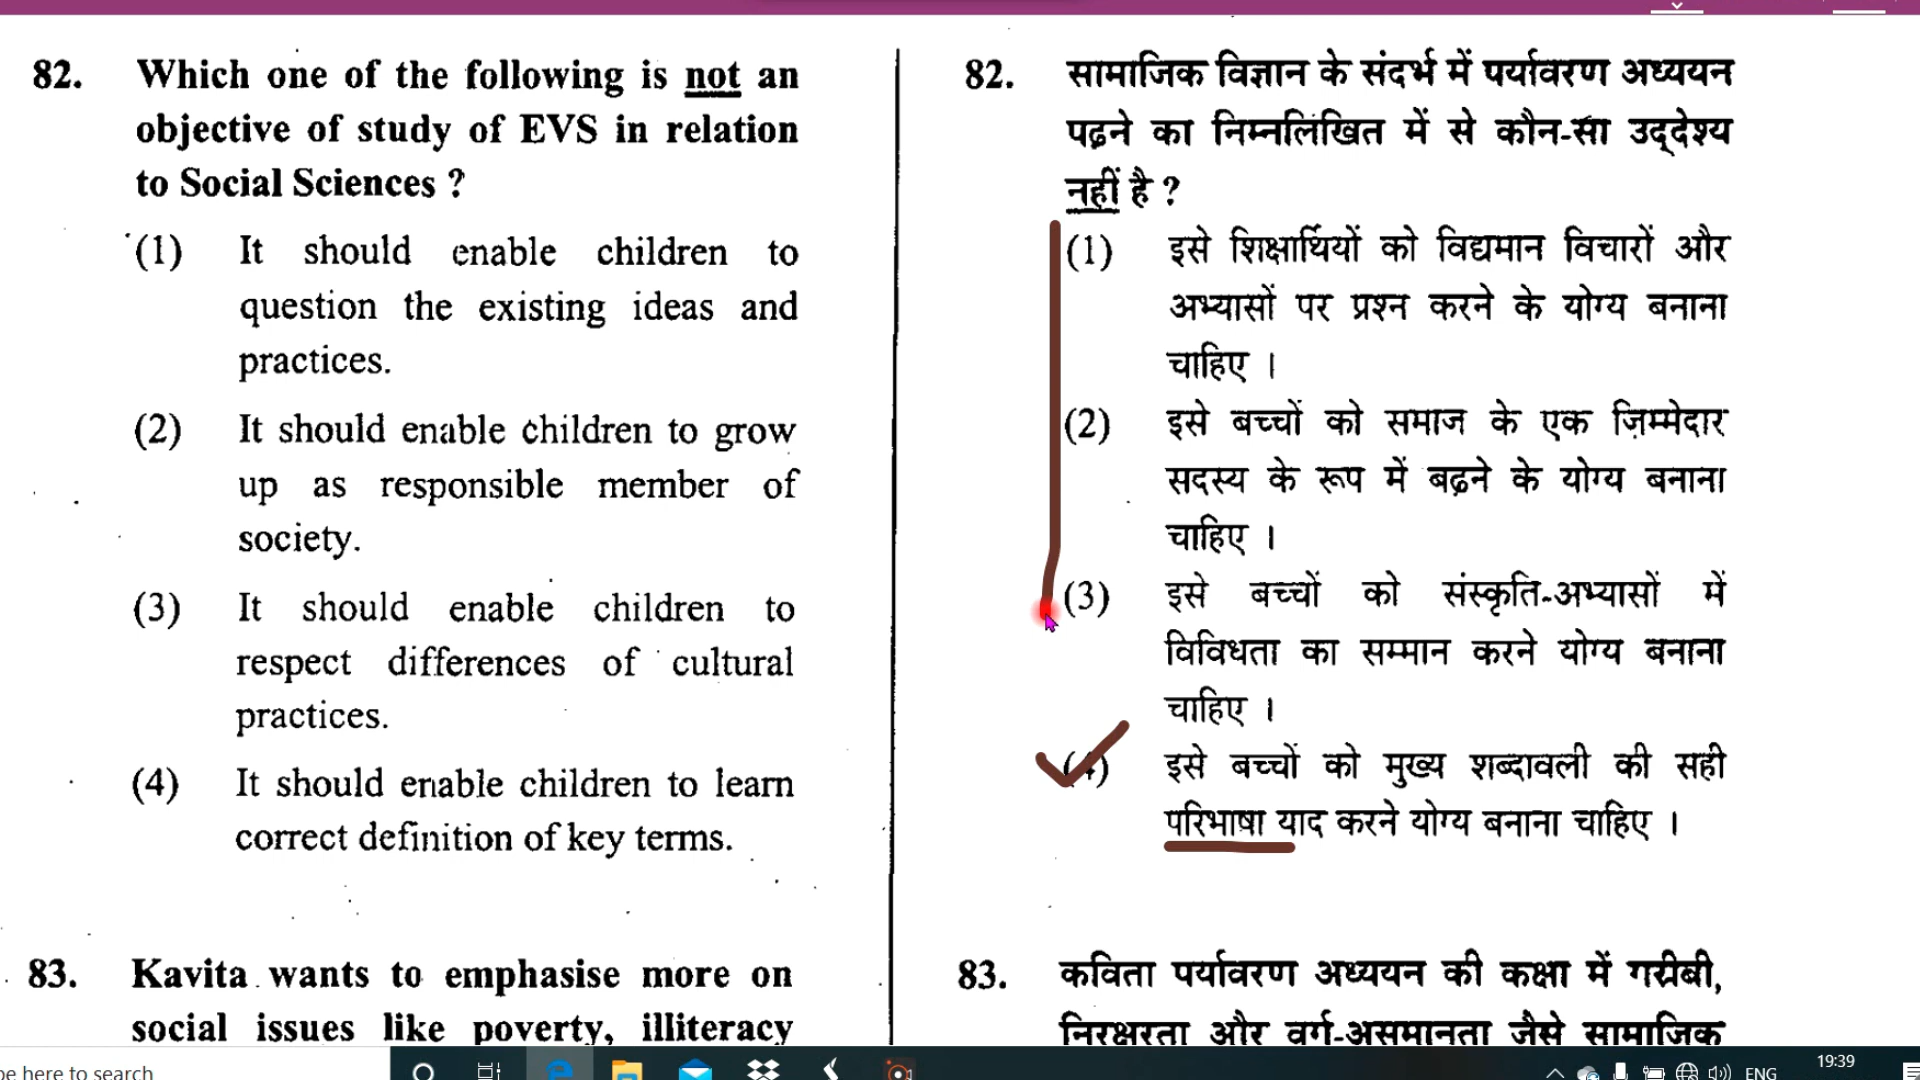 82. Which one of the following is not an
objective of study of EVS in relation
to Social Sciences ?
(1) It should enable children to
question the existing ideas and
practices.
(2) It should enable children to grow
up as responsible member of
society.
(3) It should enable children to
respect differences of cultural
practices.
(4) It should enable children to learn
correct definition of key terms.
83. Kavita wants to emphasise more on
social issues like poverty, illiteracy
82. सामाजिक विज्ञान के संदर्भ में पर्यावरण अध्ययन
पढ़ने का निम्नलिखित में से कौन-सा उद्देश्य
नहीं है ?
(1) इसे शिक्षार्थियों को विद्यमान विचारों और
अभ्यासों पर प्रश्न करने के योग्य बनाना
चाहिए ।
(2) इसे बच्चों को समाज के एक ज़िम्मेदार
सदस्य के रूप में बढ़ने के योग्य बनाना
चाहिए ।
(3) इसे बच्चों को संस्कृति-अभ्यासों में
विविधता का सम्मान करने योग्य बनाना
चाहिए ।
(4) इसे बच्चों को मुख्य शब्दावली की सही
परिभाषा याद करने योग्य बनाना चाहिए ।
83. कविता पर्यावरण अध्ययन की कक्षा में गरीबी,
निरक्षरता और वर्ग-असमानता जैसे सामाजिक
here to search
ENG
19:39